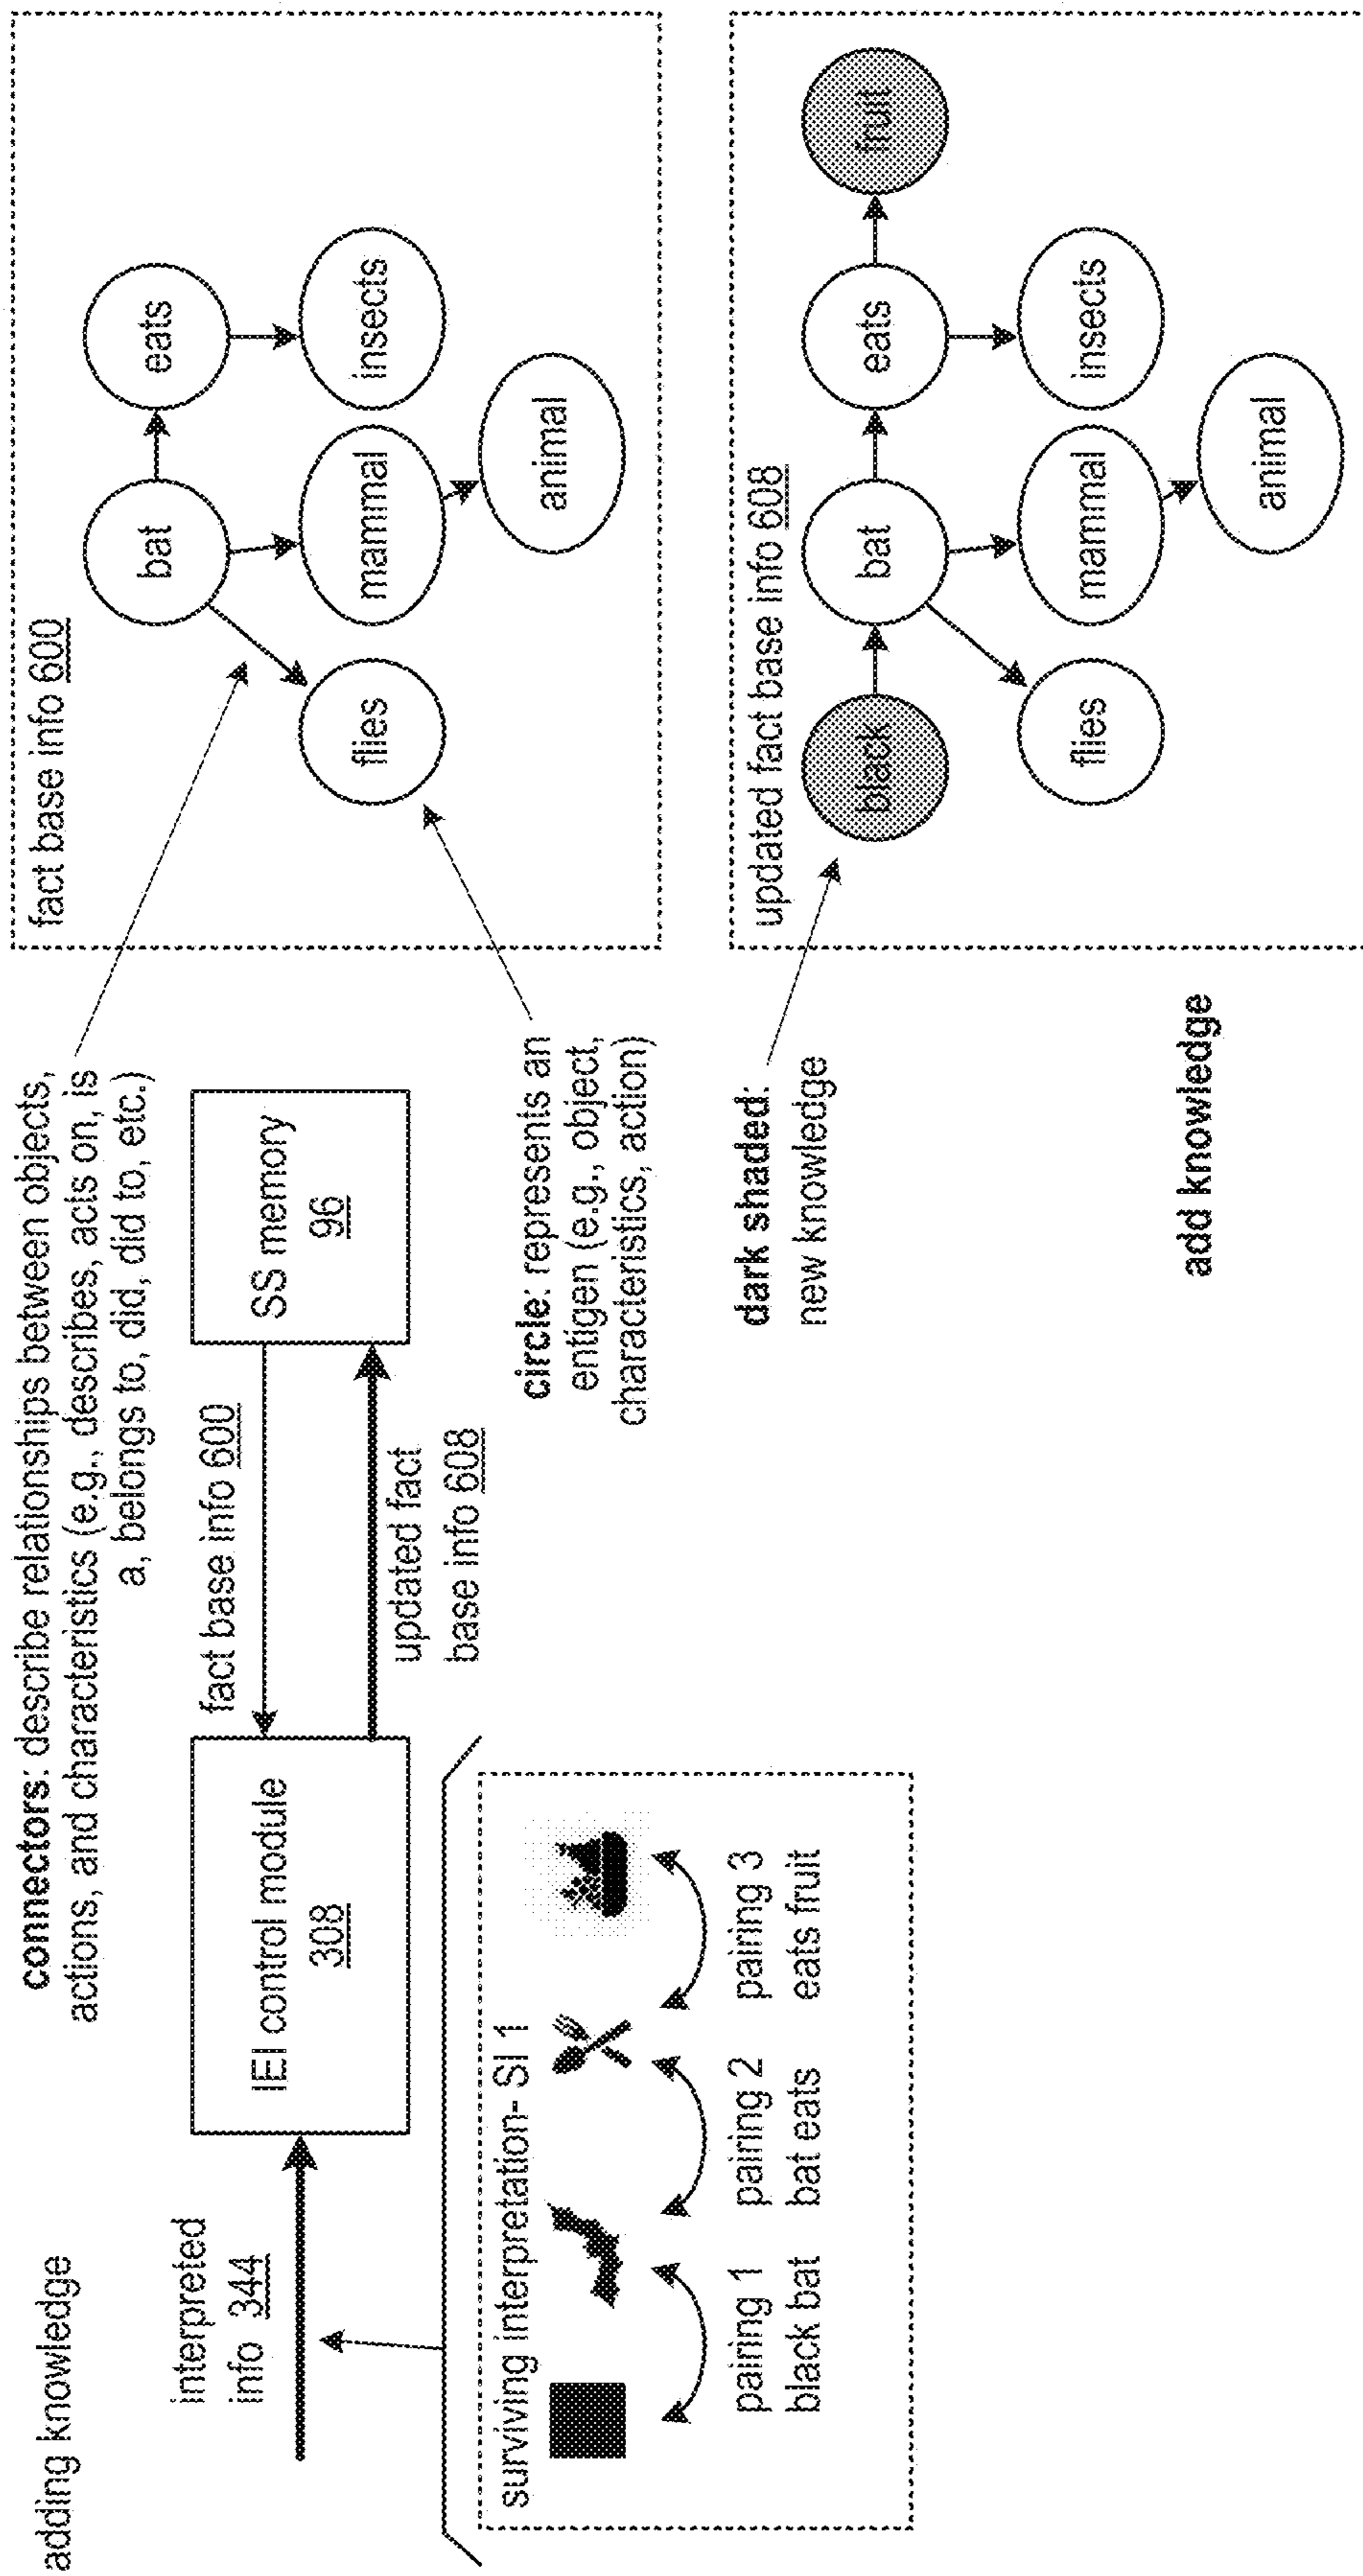 adding knowledge
connectors: describe relationships between objects,
actions, and characteristics (e.g., describes, acts on, is
a, belongs to, did, did to, etc.)
interpreted
info 344
IEI control module
308
fact base info 600
updated fact
base info 608
SS memory
96
surviving interpretation- SI 1
pairing 1
black bat
pairing 2
bat eats
pairing 3
eats fruit
circle: represents an
entigen (e.g., object,
characteristics, action)
dark shaded:
new knowledge
add knowledge
fact base info 600
bat
eats
flies
mammal
insects
animal
updated fact base info 608
black
bat
eats
fruit
flies
mammal
insects
animal